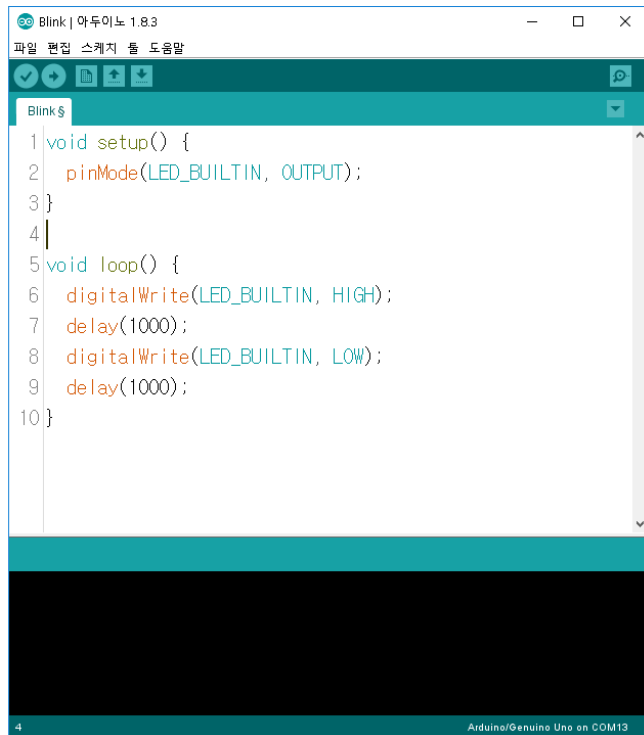 Blink | 아두이노 1.8.3
파일 편집 스케치 툴 도움말
Blink §
1 void setup() {
2   pinMode(LED_BUILTIN, OUTPUT);
3 }
4
5 void loop() {
6   digitalWrite(LED_BUILTIN, HIGH);
7   delay(1000);
8   digitalWrite(LED_BUILTIN, LOW);
9   delay(1000);
10 }
4 Arduino/Genuino Uno on COM13